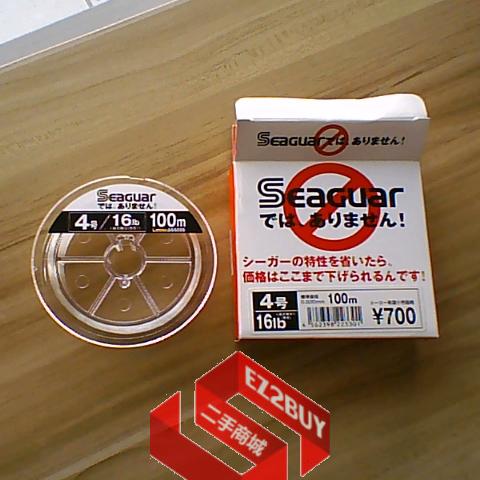 Seaguar
では、ありません!
4号/16lb 100m
Seaguarでは、ありません!
Seaguar
では、ありません!
シーガーの特性を省いたら、
価格はここまで下げられるんです!
4号
16lb
100m
¥700
EZ2BUY
二手商城